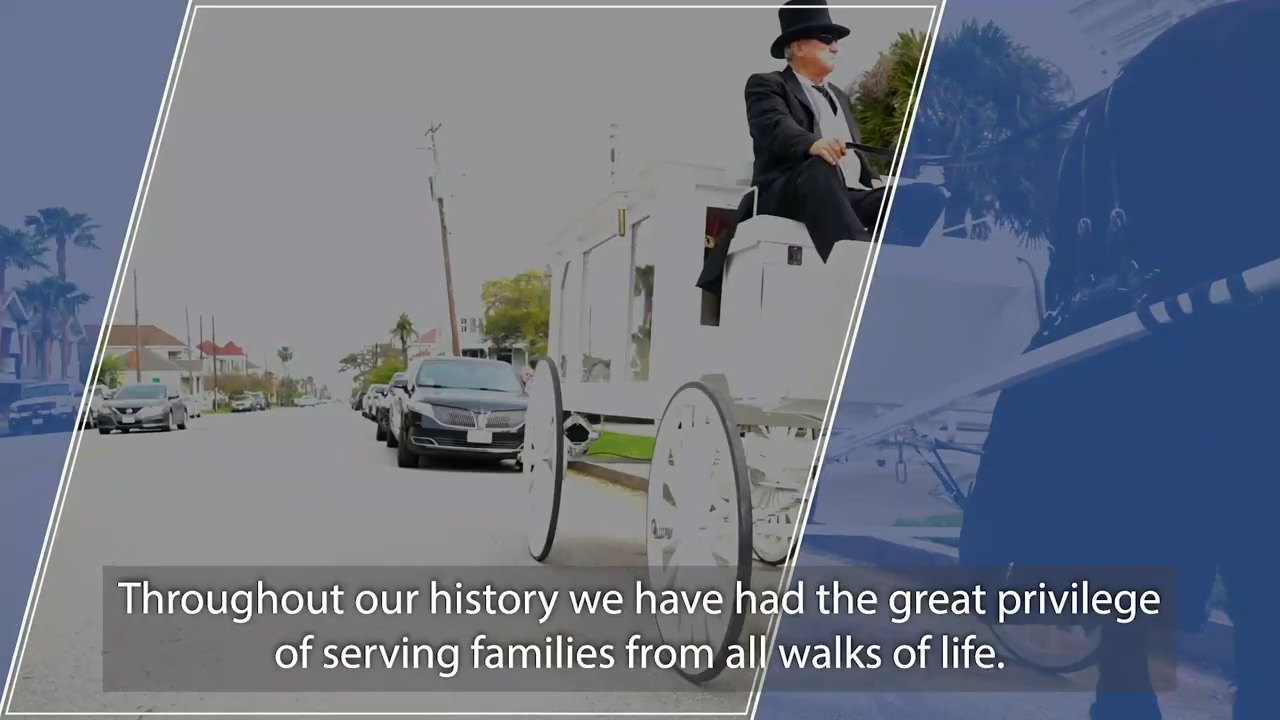 Throughout our history we have had the great privilege
of serving families from all walks of life.